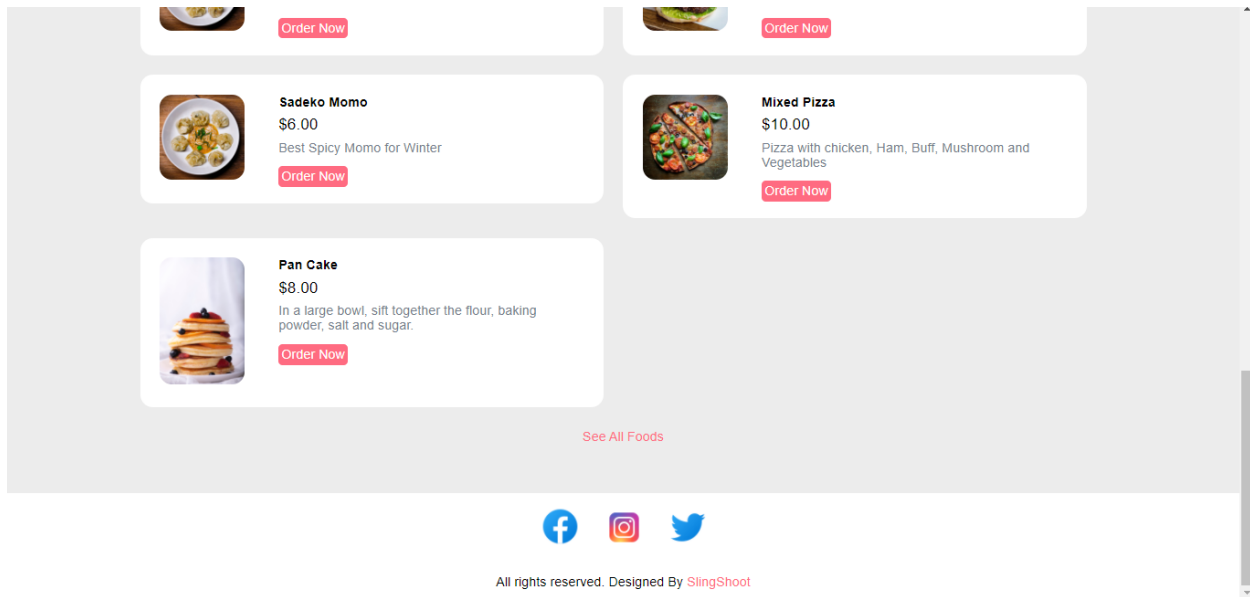 Order Now
Order Now
Sadeko Momo
$6.00
Best Spicy Momo for Winter
Order Now
Mixed Pizza
$10.00
Pizza with chicken, Ham, Buff, Mushroom and
Vegetables
Order Now
Pan Cake
$8.00
In a large bowl, sift together the flour, baking
powder, salt and sugar.
Order Now
See All Foods
All rights reserved. Designed By SlingShoot